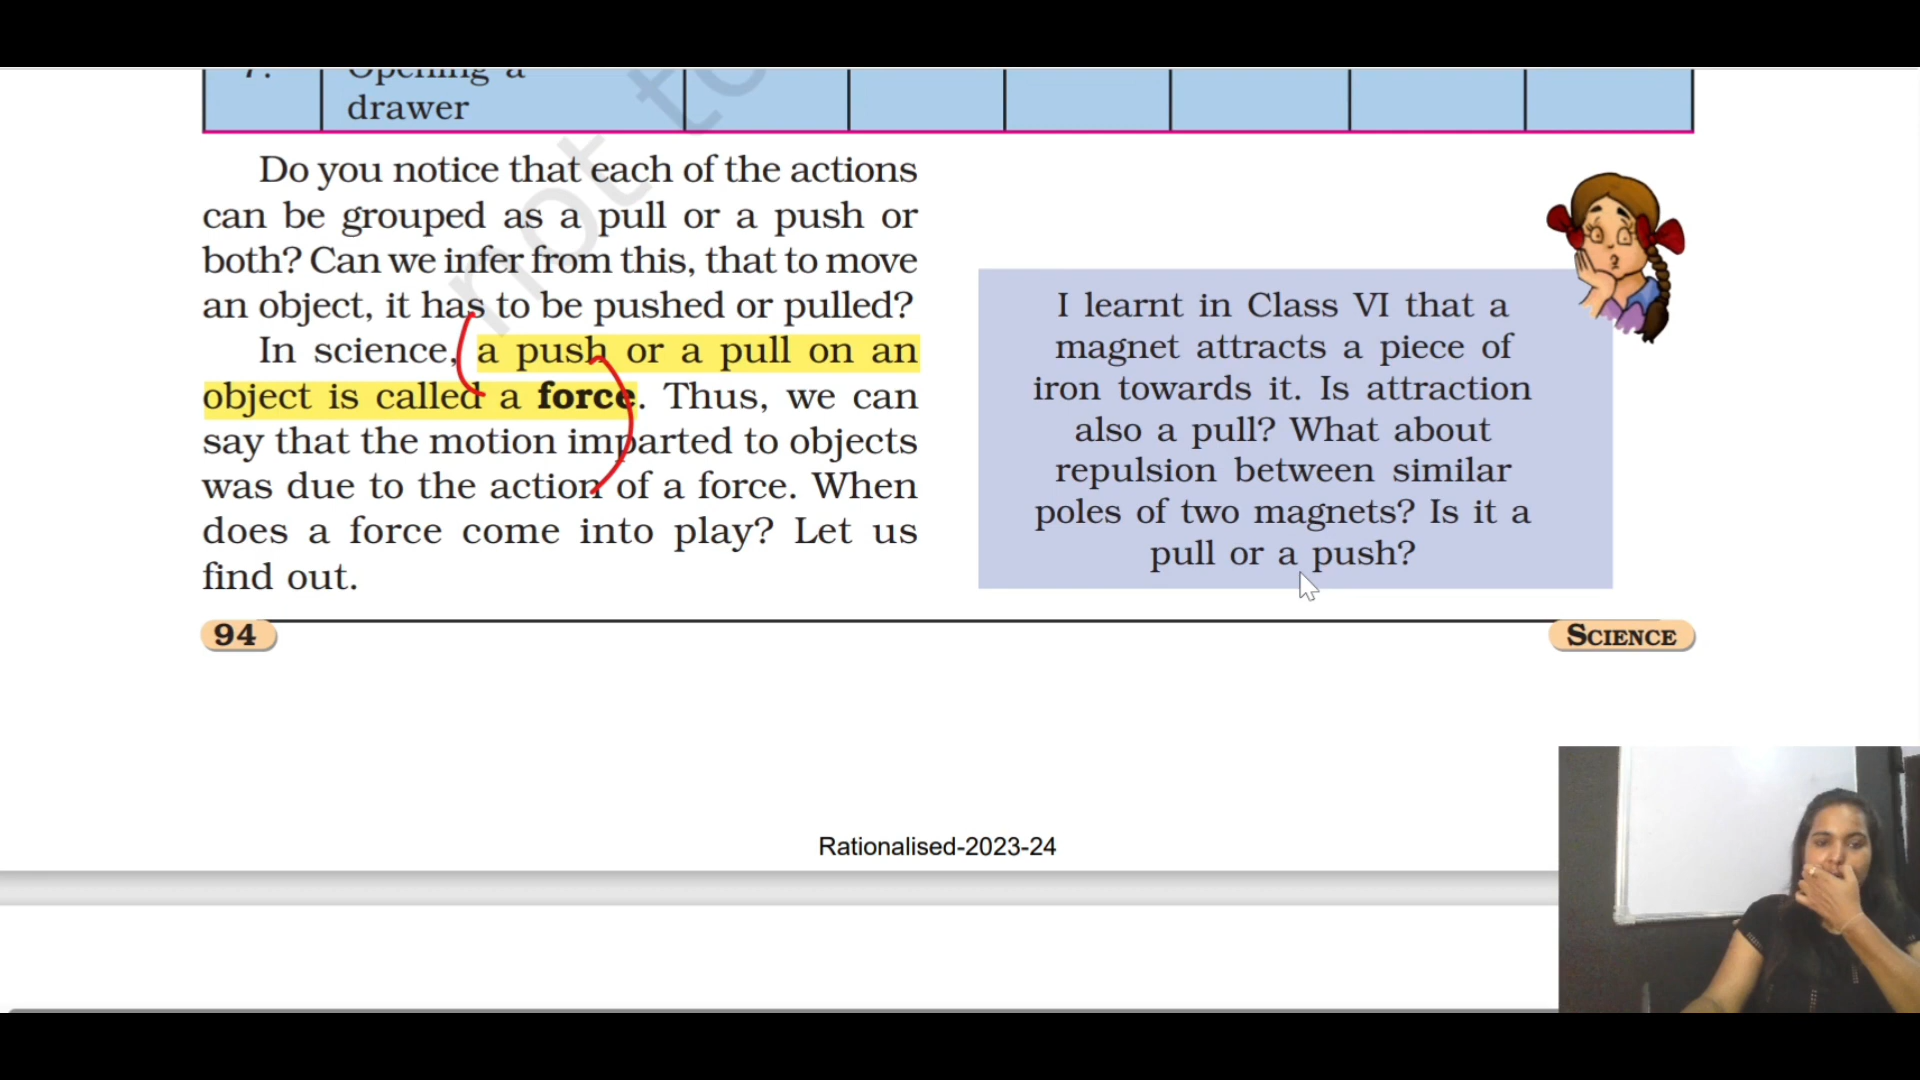 7. Opening a
drawer
not to
Do you notice that each of the actions
can be grouped as a pull or a push or
both? Can we infer from this, that to move
an object, it has to be pushed or pulled?
In science, a push or a pull on an
object is called a force. Thus, we can
say that the motion imparted to objects
was due to the action of a force. When
does a force come into play? Let us
find out.
I learnt in Class VI that a
magnet attracts a piece of
iron towards it. Is attraction
also a pull? What about
repulsion between similar
poles of two magnets? Is it a
pull or a push?
94
SCIENCE
Rationalised-2023-24